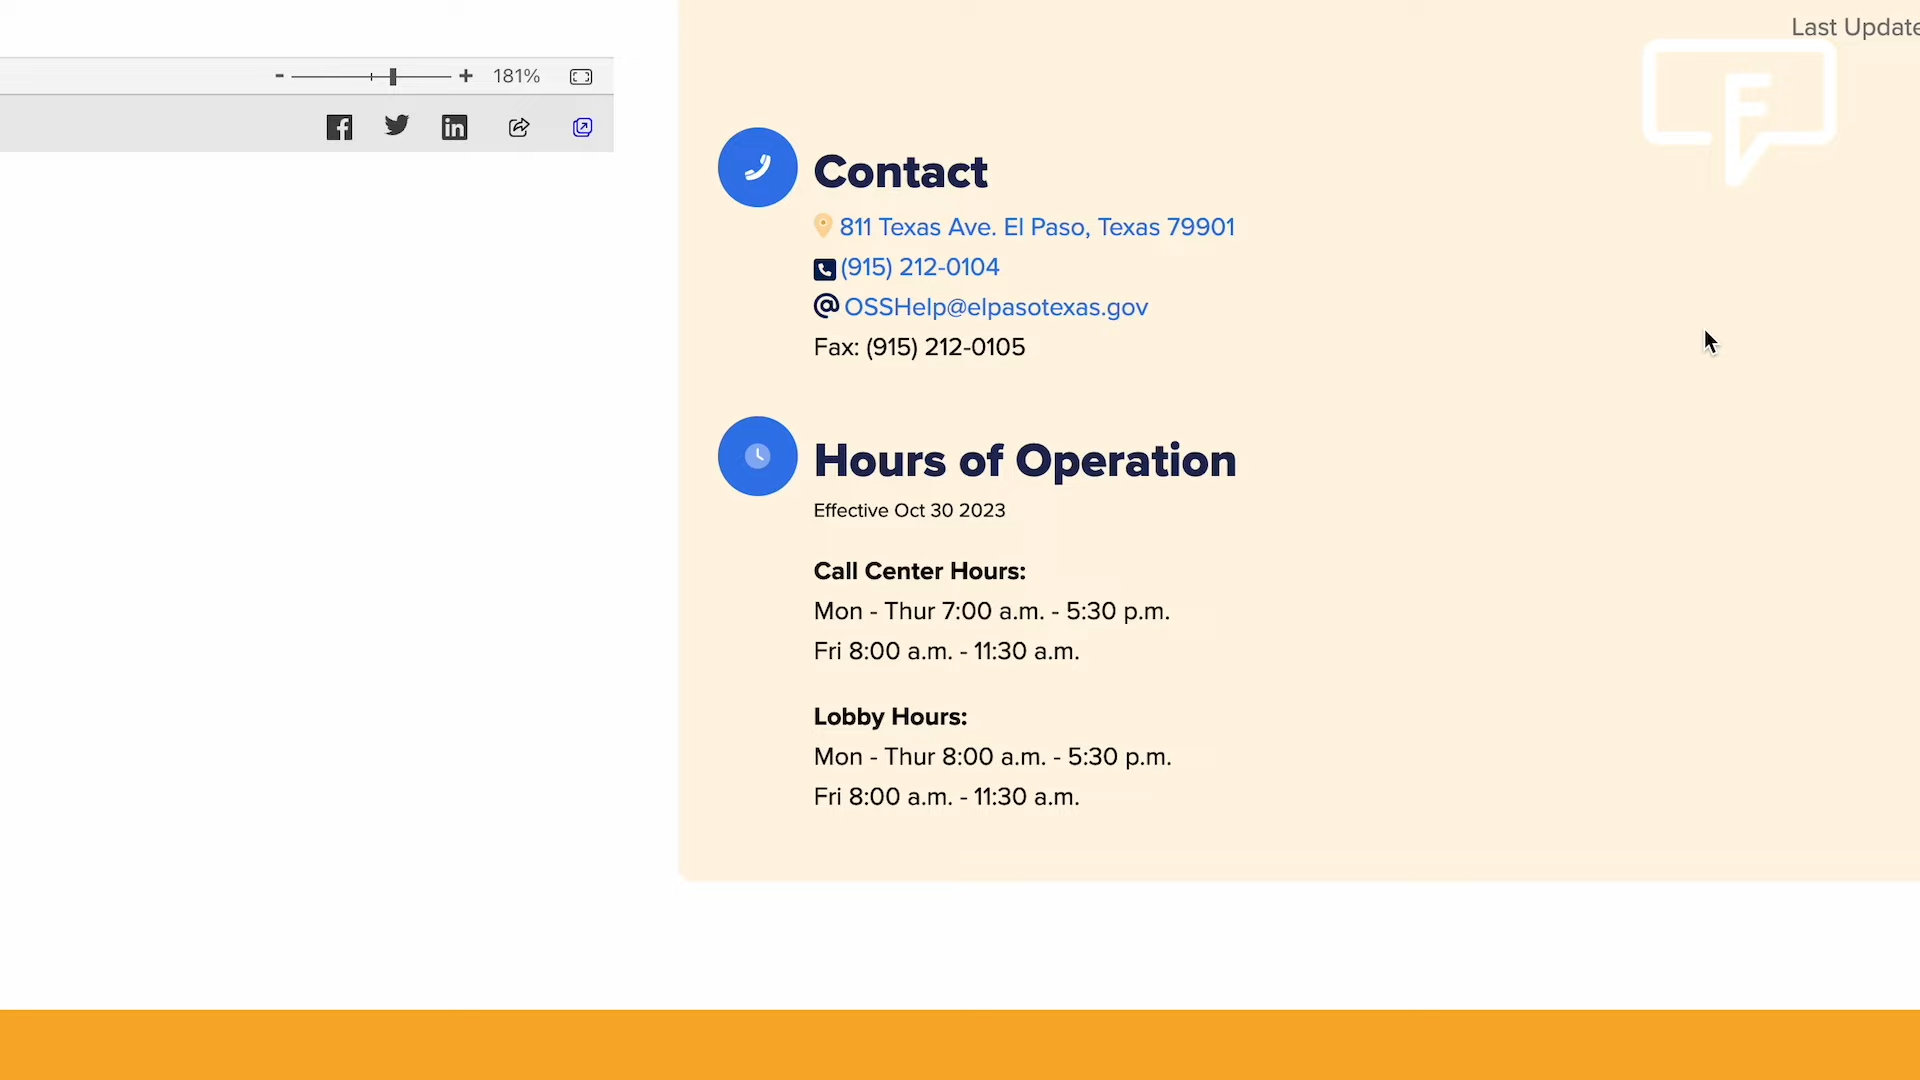 Last Update
- + 181%
Contact
811 Texas Ave. El Paso, Texas 79901
(915) 212-0104
@ OSSHelp@elpasotexas.gov
Fax: (915) 212-0105
Hours of Operation
Effective Oct 30 2023
Call Center Hours:
Mon - Thur 7:00 a.m. - 5:30 p.m.
Fri 8:00 a.m. - 11:30 a.m.
Lobby Hours:
Mon - Thur 8:00 a.m. - 5:30 p.m.
Fri 8:00 a.m. - 11:30 a.m.